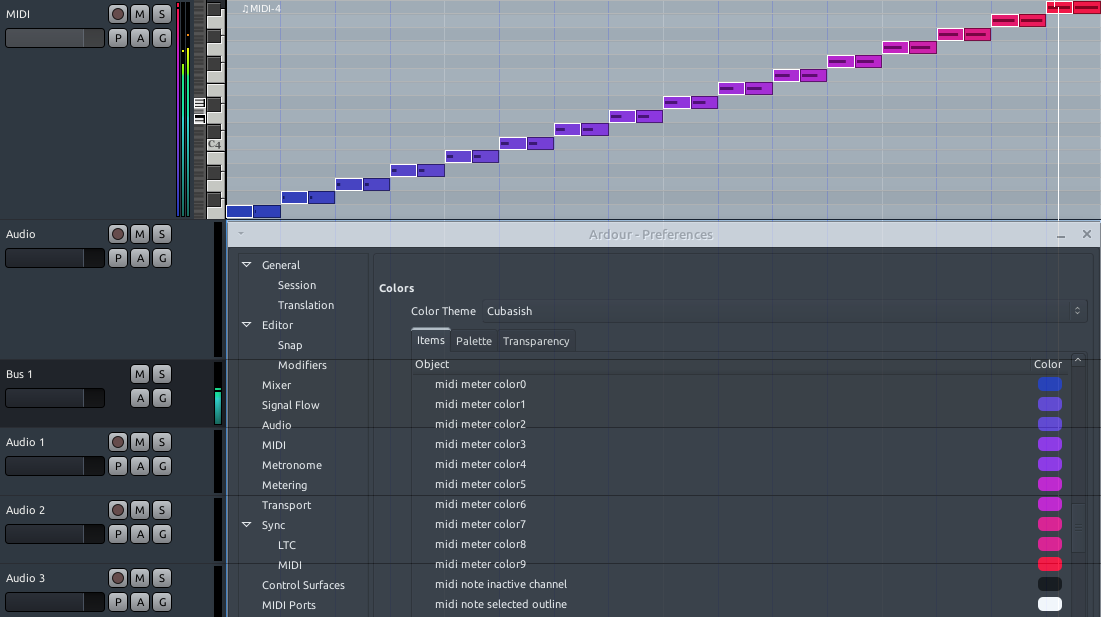 MIDI
M S
P A G
♫MIDI-4
C4
Audio
M S
P A G
Bus 1
M S
A G
Audio 1
M S
P A G
Audio 2
M S
P A G
Audio 3
M S
P A G
Ardour - Preferences
General
Session
Translation
Editor
Snap
Modifiers
Mixer
Signal Flow
Audio
MIDI
Metronome
Metering
Transport
Sync
LTC
MIDI
Control Surfaces
MIDI Ports
Colors
Color Theme Cubasish
Items Palette Transparency
Object Color
midi meter color0
midi meter color1
midi meter color2
midi meter color3
midi meter color4
midi meter color5
midi meter color6
midi meter color7
midi meter color8
midi meter color9
midi note inactive channel
midi note selected outline